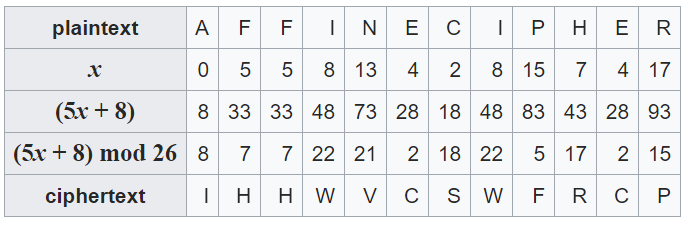 plaintext A F F I N E C I P H E R
x 0 5 5 8 13 4 2 8 15 7 4 17
(5x + 8) 8 33 33 48 73 28 18 48 83 43 28 93
(5x + 8) mod 26 8 7 7 22 21 2 18 22 5 17 2 15
ciphertext I H H W V C S W F R C P